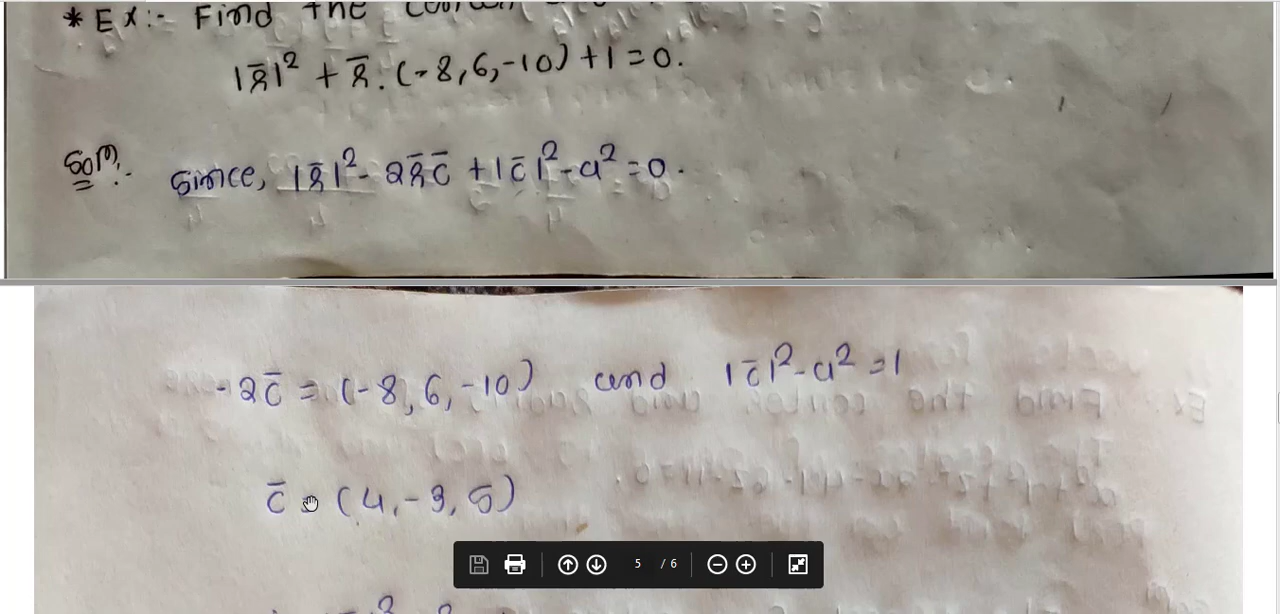 * Ex:- Find the
|r̄|² + r̄.(-8,6,-10)+1=0.
Soln.
Since, |r̄|² - 2r̄c̄ + |c̄|² - a² = 0.
-2c̄ = (-8,6,-10) and |c̄|² - a² = 1
c̄ = (4,-3,5)
5 / 6